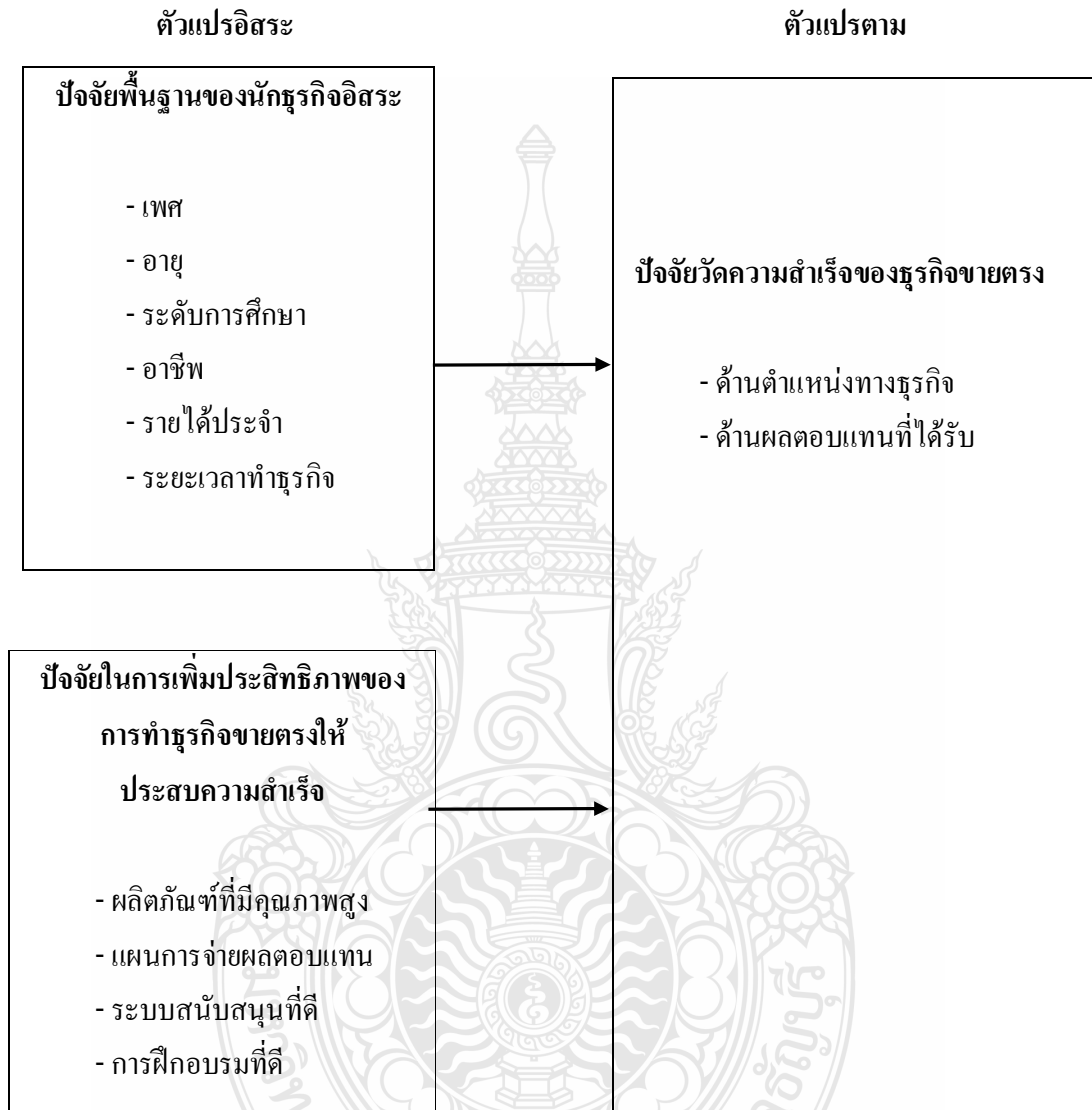 ตัวแปรอิสระ
ตัวแปรตาม
ปัจจัยพื้นฐานของนักธุรกิจอิสระ
- เพศ
- อายุ
- ระดับการศึกษา
- อาชีพ
- รายได้ประจำ
- ระยะเวลาทำธุรกิจ
ปัจจัยในการเพิ่มประสิทธิภาพของ
การทำธุรกิจขายตรงให้
ประสบความสำเร็จ
- ผลิตภัณฑ์ที่มีคุณภาพสูง
- แผนการจ่ายผลตอบแทน
- ระบบสนับสนุนที่ดี
- การฝึกอบรมที่ดี
ปัจจัยวัดความสำเร็จของธุรกิจขายตรง
- ด้านตำแหน่งทางธุรกิจ
- ด้านผลตอบแทนที่ได้รับ